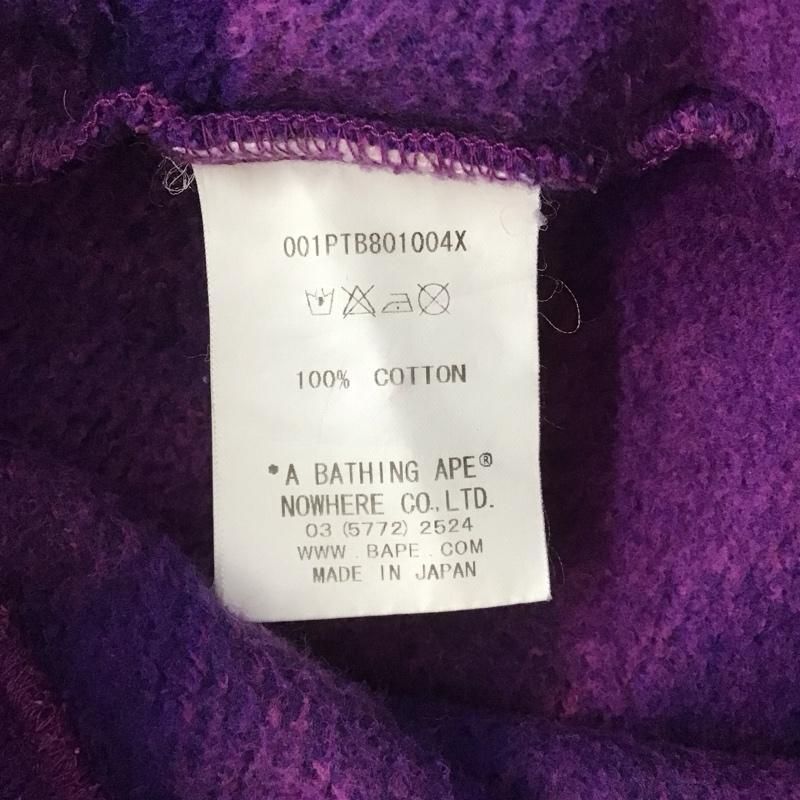 001PTB801004X
100% COTTON
*A BATHING APE®
NOWHERE CO.,LTD.
03 (5772) 2524
WWW.BAPE.COM
MADE IN JAPAN